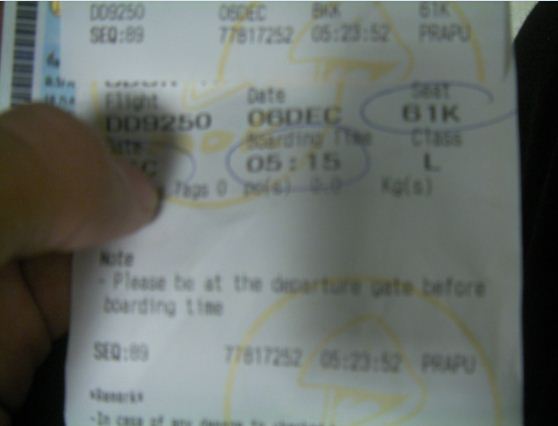 DD9250 06DEC BKK 61K
SEQ:89 77817252 05:23:52 PRAPU
Flight Date Seat
DD9250 06DEC 61K
Boarding Time Class
05:15 L
Tags 0 pc(s) 0.0 Kg(s)
Note
- Please be at the departure gate before
boarding time
SEQ:89 77817252 05:23:52 PRAPU
*Remark*
-In case of any